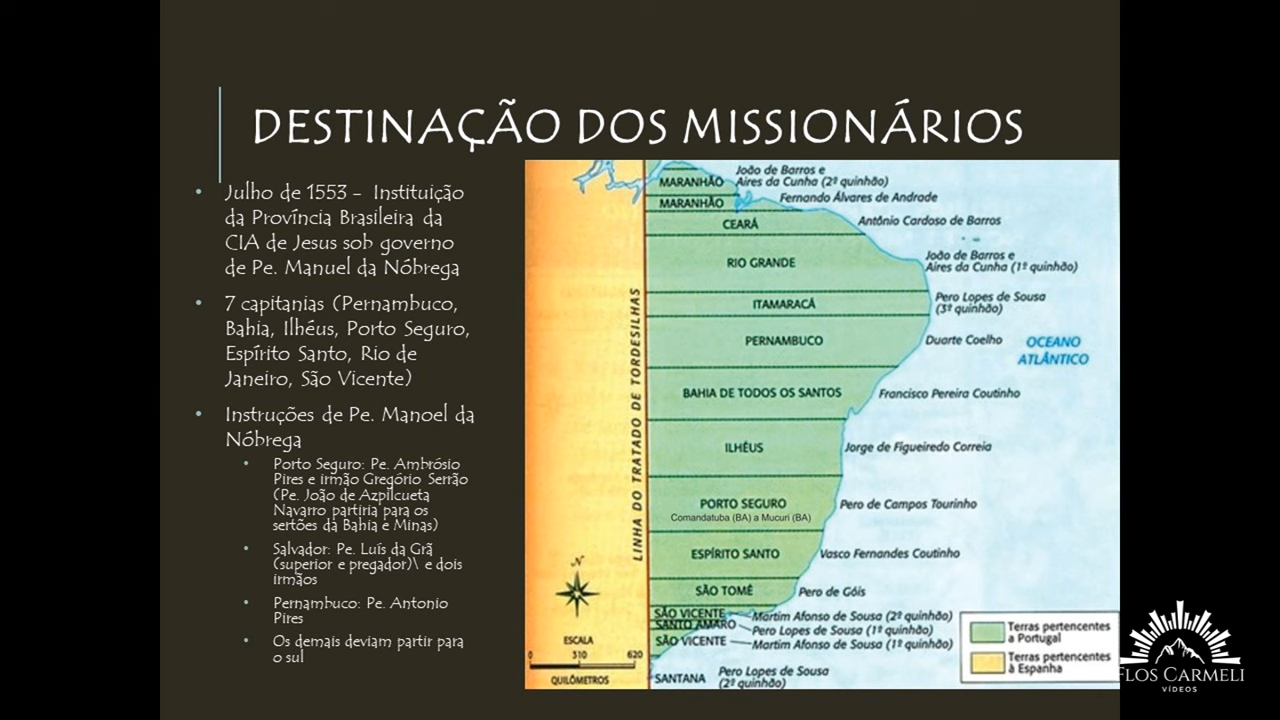 DESTINAÇÃO DOS MISSIONÁRIOS
• Julho de 1553 - Instituição
da Província Brasileira da
CIA de Jesus sob governo
de Pe. Manuel da Nóbrega
• 7 capitanias (Pernambuco,
Bahia, Ilhéus, Porto Seguro,
Espírito Santo, Rio de
Janeiro, São Vicente)
• Instruções de Pe. Manoel da
Nóbrega
• Porto Seguro: Pe. Ambrósio
Pires e irmão Gregório Serrão
(Pe. João de Azpilcueta
Navarro partiria para os
sertões da Bahia e Minas)
• Salvador: Pe. Luís da Grã
(superior e pregador)\ e dois
irmãos
• Pernambuco: Pe. Antonio
Pires
• Os demais deviam partir para
o sul
LINHA DO TRATADO DE TORDESILHAS
MARANHÃO
João de Barros e
Aires da Cunha (2º quinhão)
MARANHÃO
Fernando Álvares de Andrade
CEARÁ
Antônio Cardoso de Barros
RIO GRANDE
João de Barros e
Aires da Cunha (1º quinhão)
ITAMARACÁ
Pero Lopes de Sousa
(3º quinhão)
PERNAMBUCO
Duarte Coelho
OCEANO
ATLÂNTICO
BAHIA DE TODOS OS SANTOS
Francisco Pereira Coutinho
ILHÉUS
Jorge de Figueiredo Correia
PORTO SEGURO
Comandatuba (BA) a Mucuri (BA)
Pero de Campos Tourinho
ESPÍRITO SANTO
Vasco Fernandes Coutinho
SÃO TOMÉ
Pero de Góis
SÃO VICENTE
Martim Afonso de Sousa (2º quinhão)
SANTO AMARO
Pero Lopes de Sousa (1º quinhão)
SÃO VICENTE
Martim Afonso de Sousa (1º quinhão)
SANTANA
Pero Lopes de Sousa
(2º quinhão)
N
ESCALA
0 310 620
QUILÔMETROS
Terras pertencentes
a Portugal
Terras pertencentes
à Espanha
FLOS CARMELI
VÍDEOS